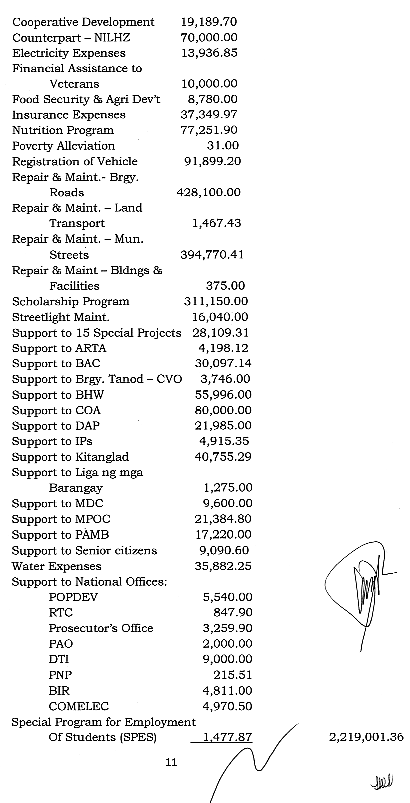 Cooperative Development 19,189.70
Counterpart – NILHZ 70,000.00
Electricity Expenses 13,936.85
Financial Assistance to
Veterans 10,000.00
Food Security & Agri Dev't 8,780.00
Insurance Expenses 37,349.97
Nutrition Program 77,251.90
Poverty Alleviation 31.00
Registration of Vehicle 91,899.20
Repair & Maint.- Brgy.
Roads 428,100.00
Repair & Maint. – Land
Transport 1,467.43
Repair & Maint. – Mun.
Streets 394,770.41
Repair & Maint – Bldngs &
Facilities 375.00
Scholarship Program 311,150.00
Streetlight Maint. 16,040.00
Support to 15 Special Projects 28,109.31
Support to ARTA 4,198.12
Support to BAC 30,097.14
Support to Brgy. Tanod – CVO 3,746.00
Support to BHW 55,996.00
Support to COA 80,000.00
Support to DAP 21,985.00
Support to IPs 4,915.35
Support to Kitanglad 40,755.29
Support to Liga ng mga
Barangay 1,275.00
Support to MDC 9,600.00
Support to MPOC 21,384.80
Support to PAMB 17,220.00
Support to Senior citizens 9,090.60
Water Expenses 35,882.25
Support to National Offices:
POPDEV 5,540.00
RTC 847.90
Prosecutor's Office 3,259.90
PAO 2,000.00
DTI 9,000.00
PNP 215.51
BIR 4,811.00
COMELEC 4,970.50
Special Program for Employment
Of Students (SPES) 1,477.87 2,219,001.36
11